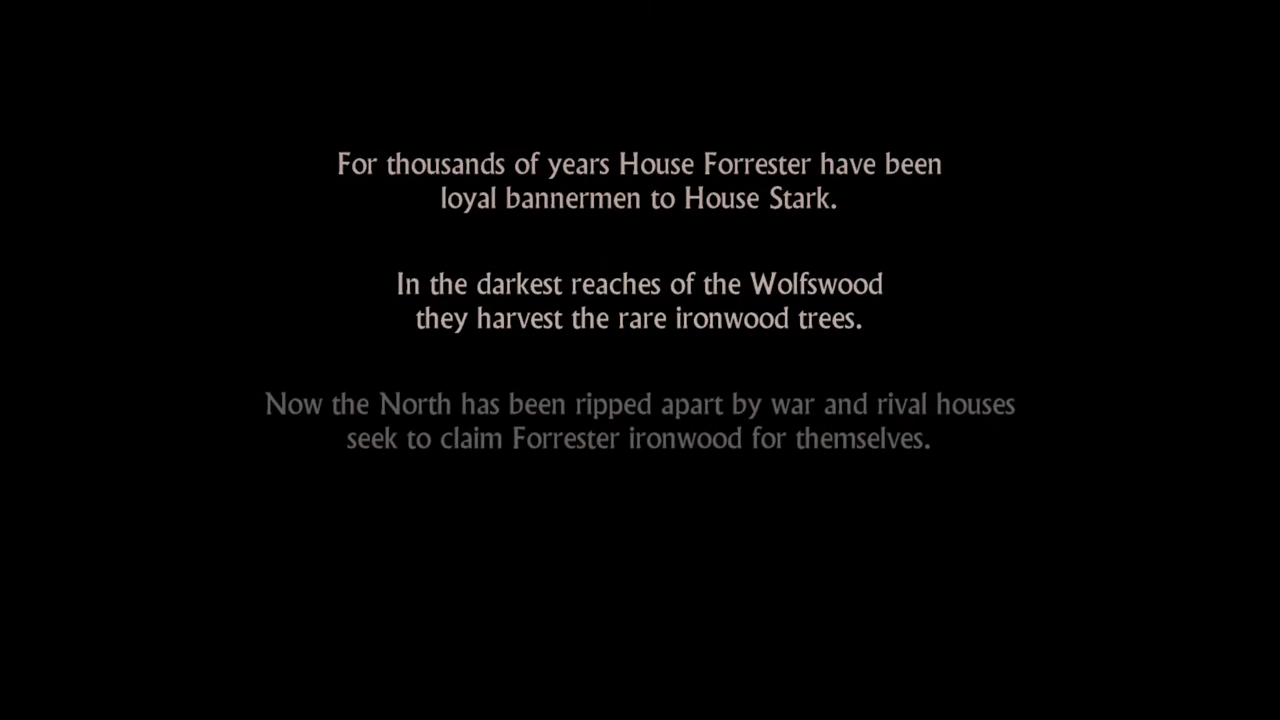 For thousands of years House Forrester have been
loyal bannermen to House Stark.
In the darkest reaches of the Wolfswood
they harvest the rare ironwood trees.
Now the North has been ripped apart by war and rival houses
seek to claim Forrester ironwood for themselves.